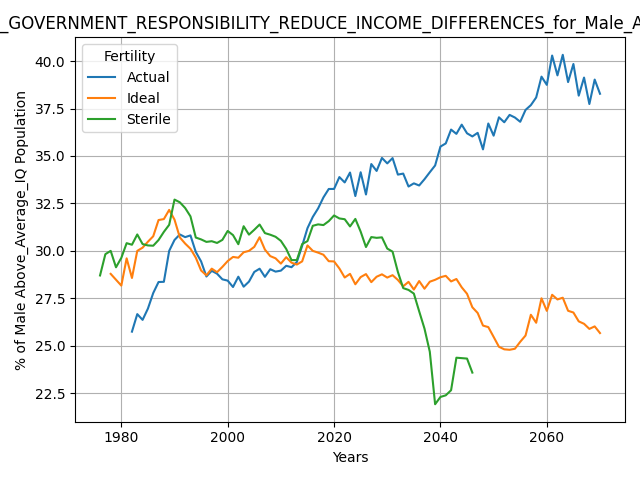 _GOVERNMENT_RESPONSIBILITY_REDUCE_INCOME_DIFFERENCES_for_Male_A
Fertility
Actual
Ideal
Sterile
% of Male Above_Average_IQ Population
40.0
37.5
35.0
32.5
30.0
27.5
25.0
22.5
1980
2000
2020
2040
2060
Years